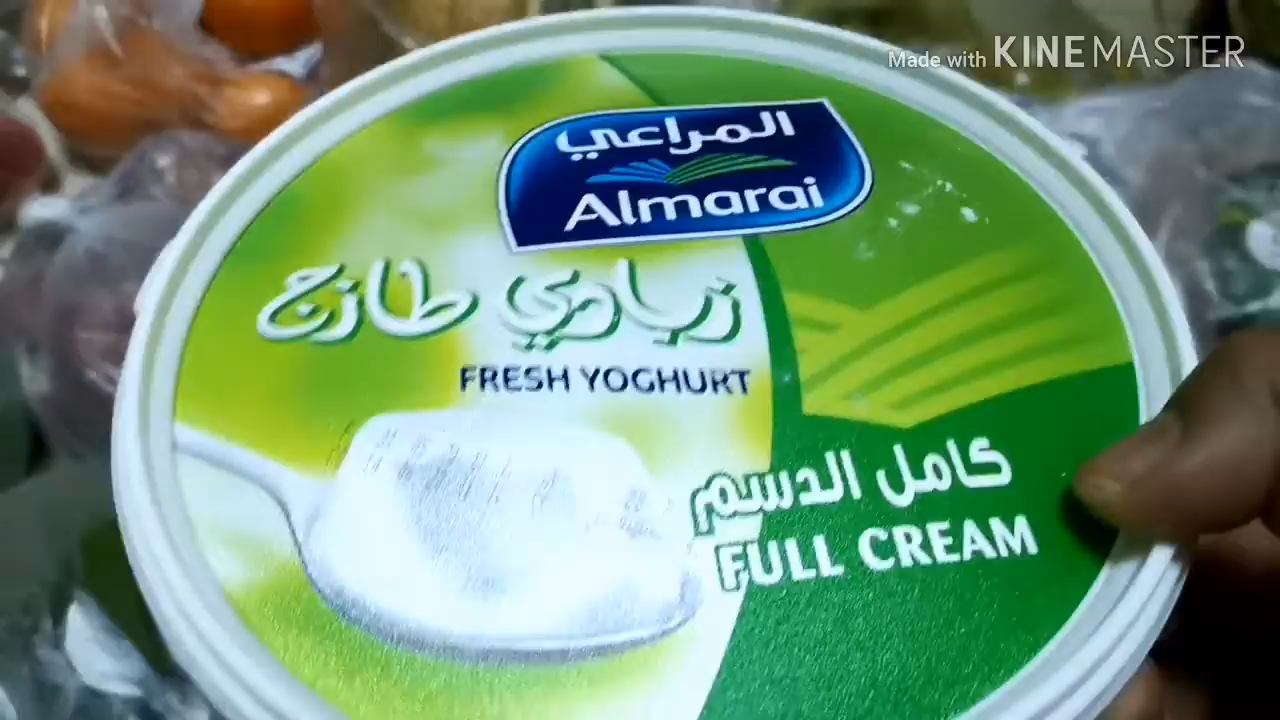 Made with KINEMASTER
المراعي
Almarai
زبادي طازج
FRESH YOGHURT
كامل الدسم
FULL CREAM